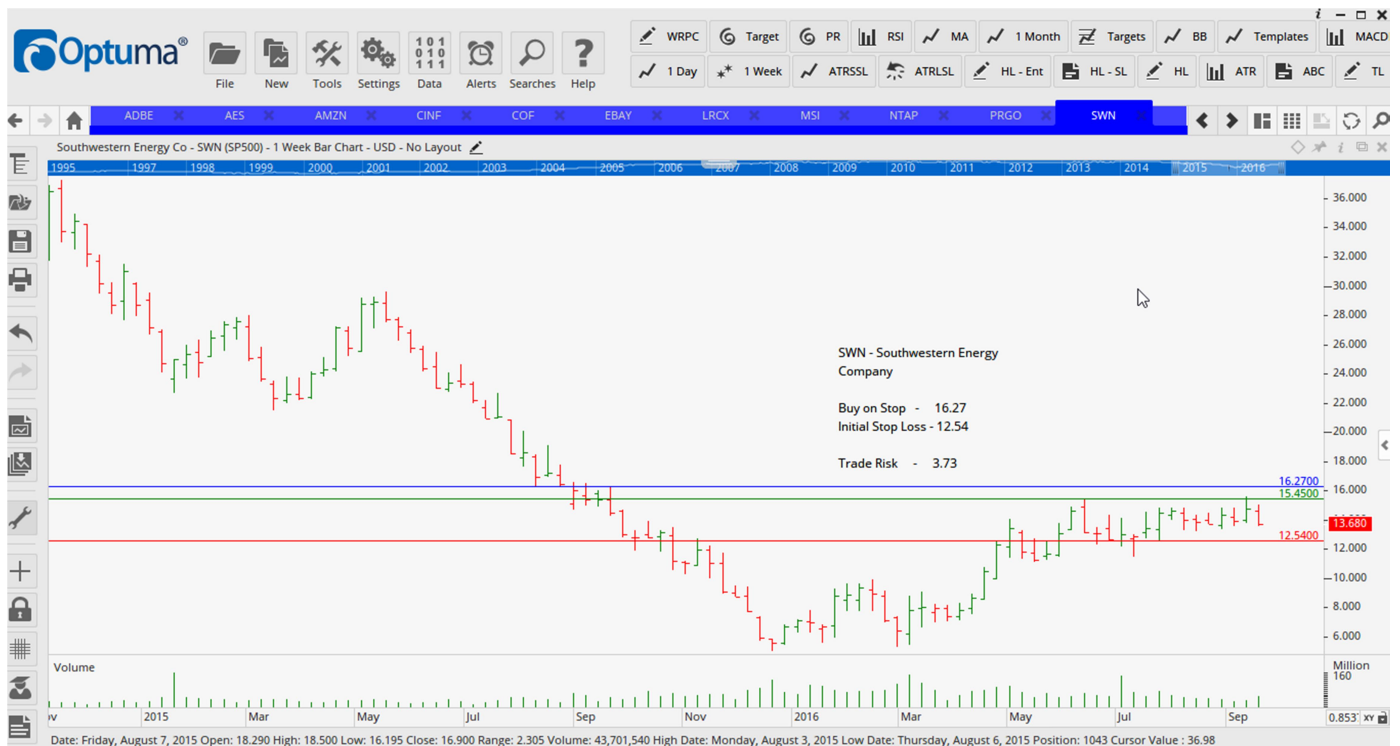 Optuma®
File New Tools Settings Data Alerts Searches Help
WRPC Target PR RSI MA 1 Month Targets BB Templates MACD
1 Day 1 Week ATRSSL ATRLSL HL - Ent HL - SL HL ATR ABC TL
ADBE AES AMZN CINF COF EBAY LRCX MSI NTAP PRGO SWN
Southwestern Energy Co - SWN (SP500) - 1 Week Bar Chart - USD - No Layout
1995 1997 1998 1999 2000 2001 2002 2003 2004 2005 2006 2007 2008 2009 2010 2011 2012 2013 2014 2015 2016
36.000
34.000
32.000
30.000
28.000
26.000
24.000
22.000
20.000
18.000
16.000
12.000
10.000
8.000
6.000
SWN - Southwestern Energy
Company
Buy on Stop - 16.27
Initial Stop Loss - 12.54
Trade Risk - 3.73
16.2700
15.4500
13.680
12.5400
Volume
Million
160
2015 Mar May Jul Sep Nov 2016 Mar May Jul Sep
XY
Date: Friday, August 7, 2015 Open: 18.290 High: 18.500 Low: 16.195 Close: 16.900 Range: 2.305 Volume: 43,701,540 High Date: Monday, August 3, 2015 Low Date: Thursday, August 6, 2015 Position: 1043 Cursor Value : 36.98